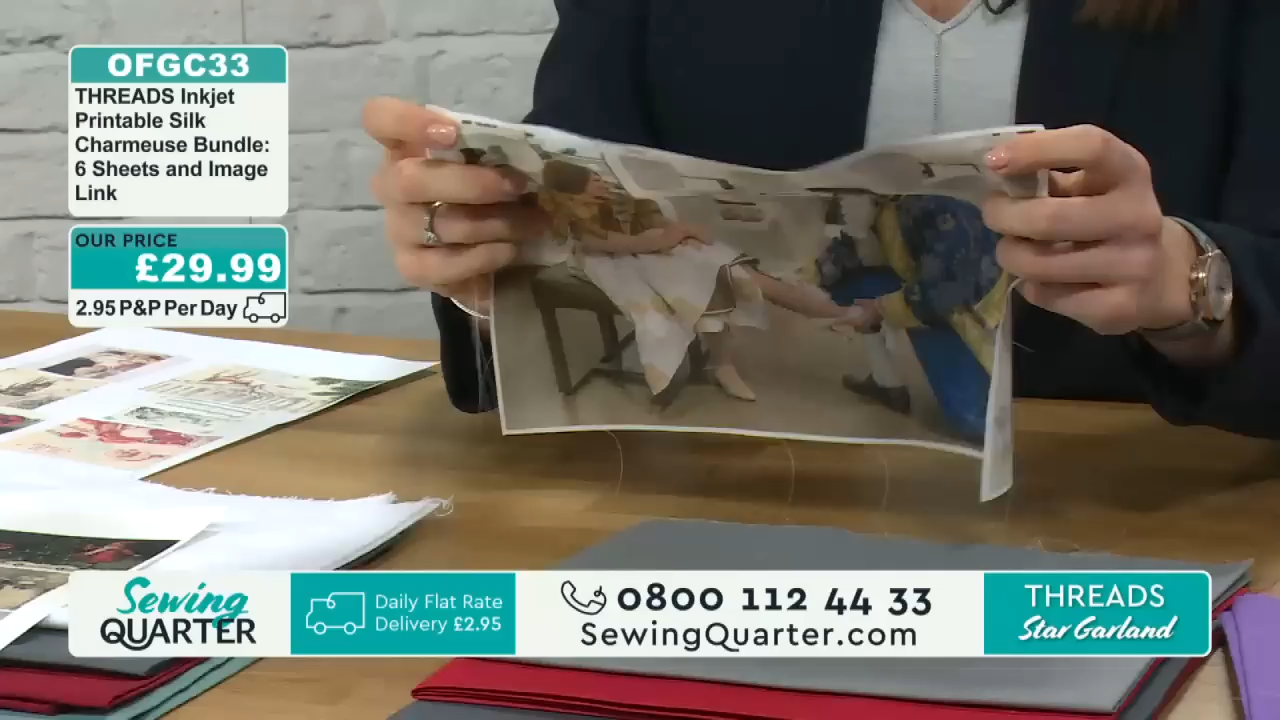 OFGC33
THREADS Inkjet
Printable Silk
Charmeuse Bundle:
6 Sheets and Image
Link
OUR PRICE
£29.99
2.95 P&P Per Day
Sewing
QUARTER
Daily Flat Rate
Delivery £2.95
0800 112 44 33
SewingQuarter.com
THREADS
Star Garland